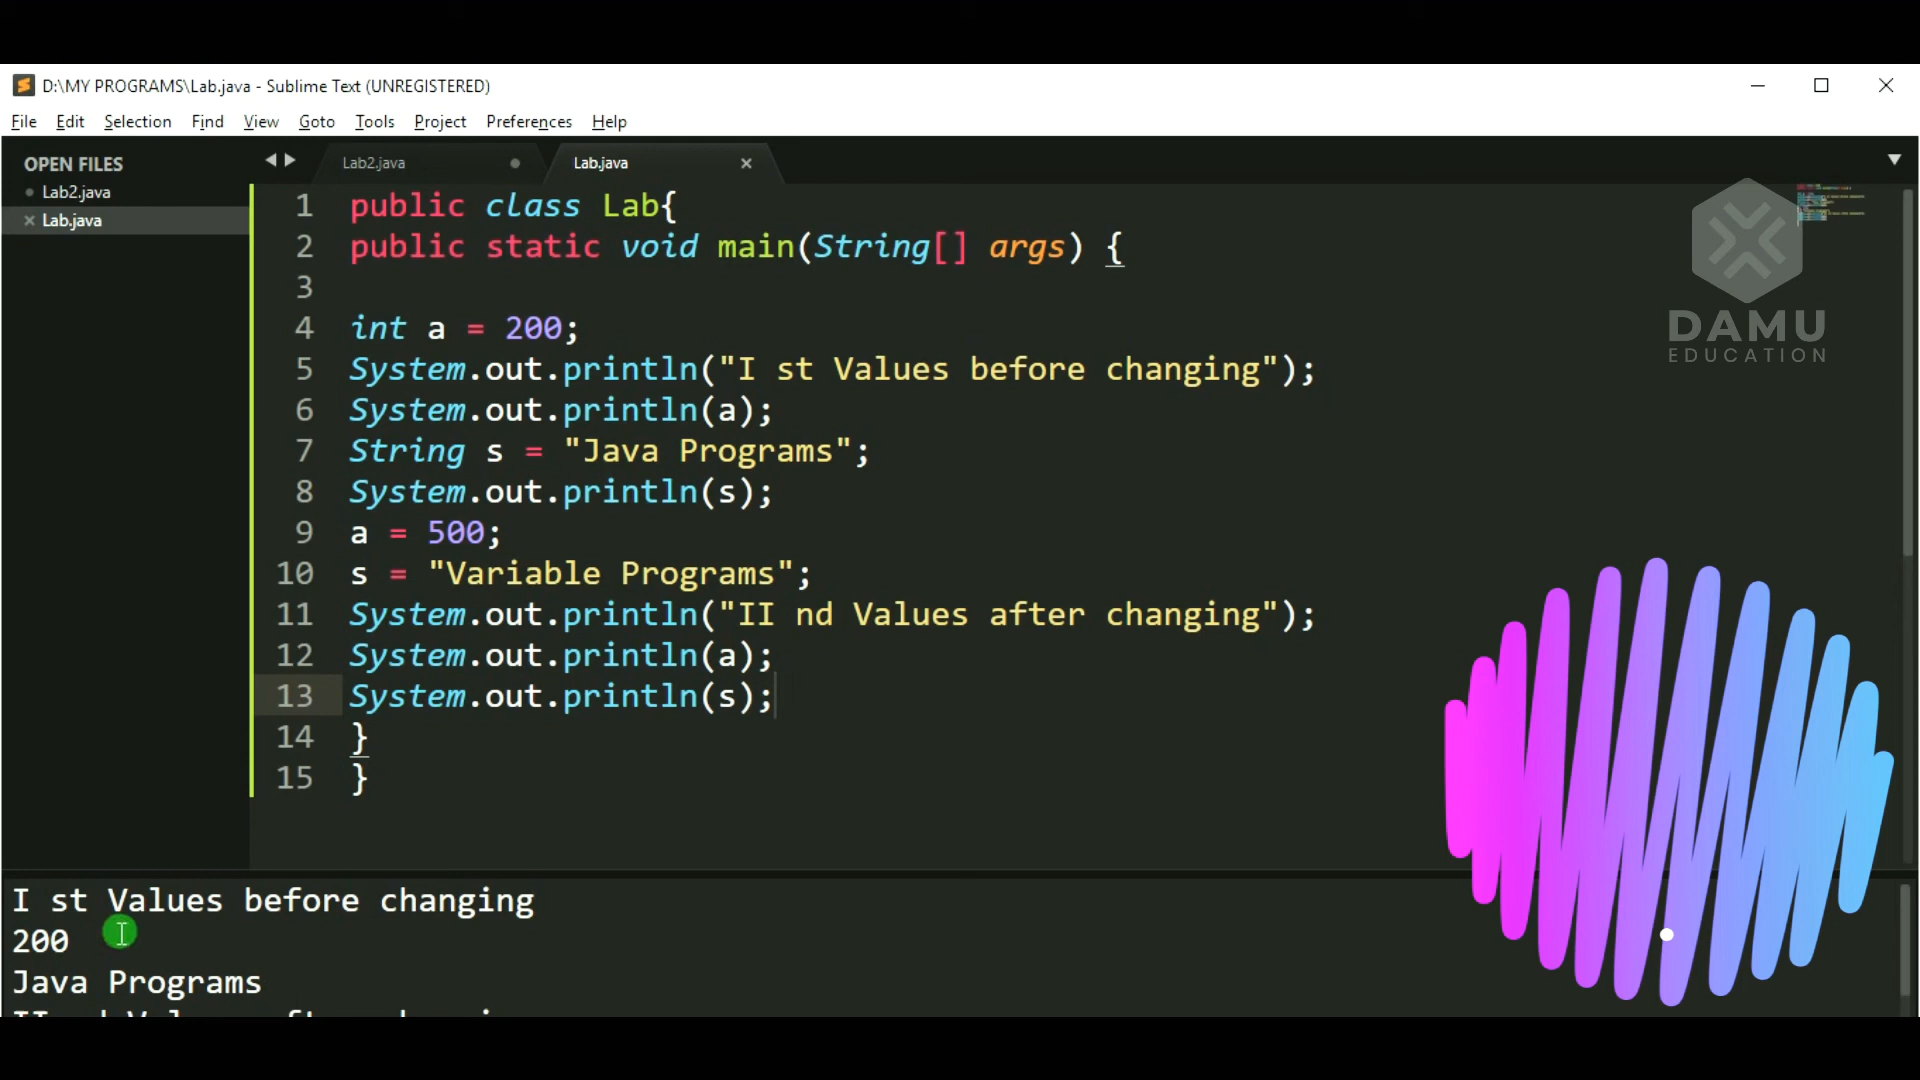 D:\MY PROGRAMS\Lab.java - Sublime Text (UNREGISTERED)
File Edit Selection Find View Goto Tools Project Preferences Help
OPEN FILES
Lab2.java
Lab.java
Lab2.java Lab.java
1 public class Lab{
2 public static void main(String[] args) {
3
4 int a = 200;
5 System.out.println("I st Values before changing");
6 System.out.println(a);
7 String s = "Java Programs";
8 System.out.println(s);
9 a = 500;
10 s = "Variable Programs";
11 System.out.println("II nd Values after changing");
12 System.out.println(a);
13 System.out.println(s);
14 }
15 }
DAMU
EDUCATION
I st Values before changing
200
Java Programs